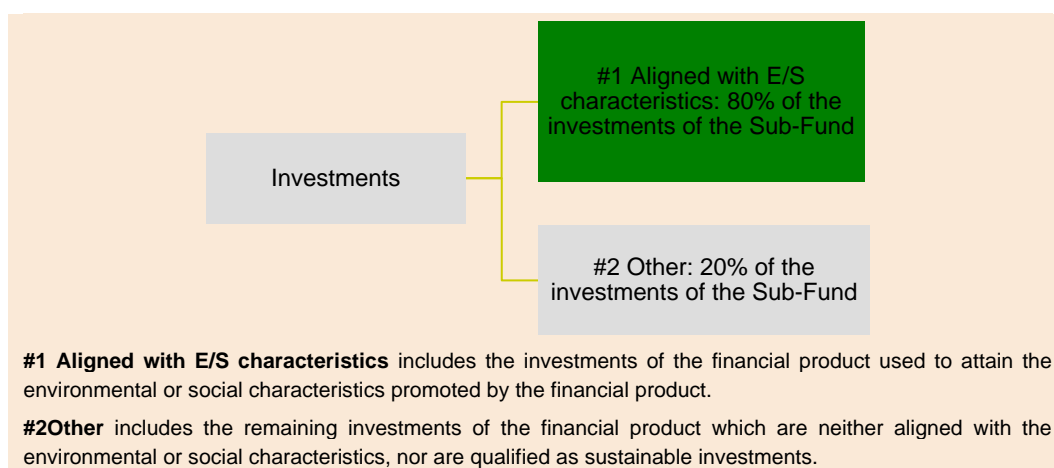 #1 Aligned with E/S
characteristics: 80% of the
investments of the Sub-Fund
Investments
#2 Other: 20% of the
investments of the Sub-Fund
#1 Aligned with E/S characteristics includes the investments of the financial product used to attain the
environmental or social characteristics promoted by the financial product.
#2Other includes the remaining investments of the financial product which are neither aligned with the
environmental or social characteristics, nor are qualified as sustainable investments.